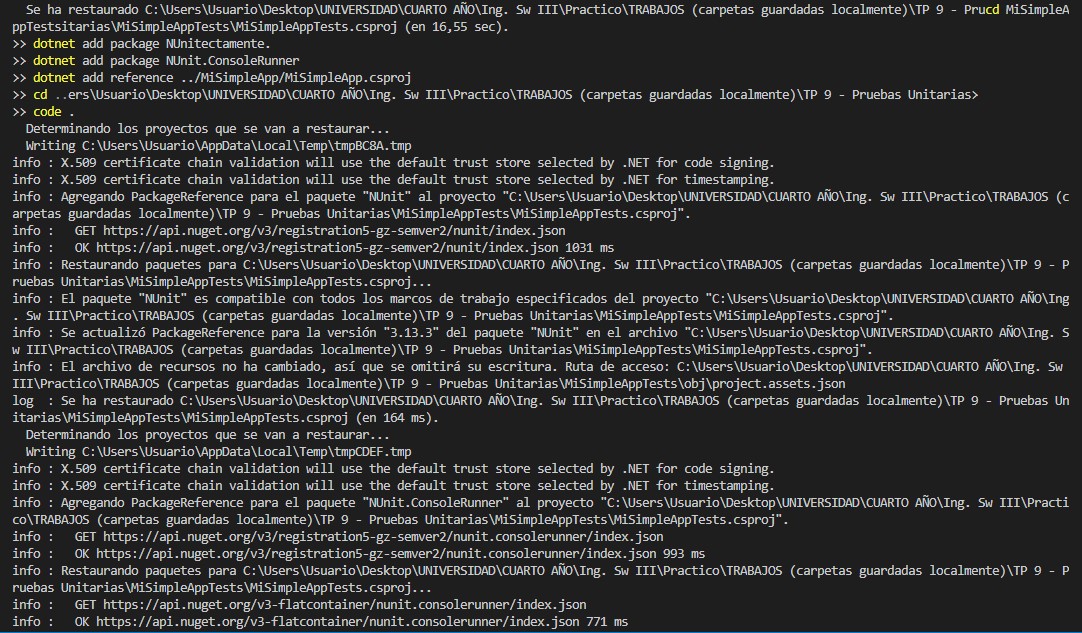 Se ha restaurado C:\Users\Usuario\Desktop\UNIVERSIDAD\CUARTO AÑO\Ing. Sw III\Practico\TRABAJOS (carpetas guardadas localmente)\TP 9 - Prucd MiSimpleA
ppTestsitarias\MiSimpleAppTests\MiSimpleAppTests.csproj (en 16,55 sec).
>> dotnet add package NUnitectamente.
>> dotnet add package NUnit.ConsoleRunner
>> dotnet add reference ../MiSimpleApp/MiSimpleApp.csproj
>> cd ..ers\Usuario\Desktop\UNIVERSIDAD\CUARTO AÑO\Ing. Sw III\Practico\TRABAJOS (carpetas guardadas localmente)\TP 9 - Pruebas Unitarias>
>> code .
Determinando los proyectos que se van a restaurar...
Writing C:\Users\Usuario\AppData\Local\Temp\tmpBC8A.tmp
info : X.509 certificate chain validation will use the default trust store selected by .NET for code signing.
info : X.509 certificate chain validation will use the default trust store selected by .NET for timestamping.
info : Agregando PackageReference para el paquete "NUnit" al proyecto "C:\Users\Usuario\Desktop\UNIVERSIDAD\CUARTO AÑO\Ing. Sw III\Practico\TRABAJOS (c
arpetas guardadas localmente)\TP 9 - Pruebas Unitarias\MiSimpleAppTests\MiSimpleAppTests.csproj".
info :   GET https://api.nuget.org/v3/registration5-gz-semver2/nunit/index.json
info :   OK https://api.nuget.org/v3/registration5-gz-semver2/nunit/index.json 1031 ms
info : Restaurando paquetes para C:\Users\Usuario\Desktop\UNIVERSIDAD\CUARTO AÑO\Ing. Sw III\Practico\TRABAJOS (carpetas guardadas localmente)\TP 9 - P
ruebas Unitarias\MiSimpleAppTests\MiSimpleAppTests.csproj...
info : El paquete "NUnit" es compatible con todos los marcos de trabajo especificados del proyecto "C:\Users\Usuario\Desktop\UNIVERSIDAD\CUARTO AÑO\Ing
. Sw III\Practico\TRABAJOS (carpetas guardadas localmente)\TP 9 - Pruebas Unitarias\MiSimpleAppTests\MiSimpleAppTests.csproj".
info : Se actualizó PackageReference para la versión "3.13.3" del paquete "NUnit" en el archivo "C:\Users\Usuario\Desktop\UNIVERSIDAD\CUARTO AÑO\Ing. S
w III\Practico\TRABAJOS (carpetas guardadas localmente)\TP 9 - Pruebas Unitarias\MiSimpleAppTests\MiSimpleAppTests.csproj".
info : El archivo de recursos no ha cambiado, así que se omitirá su escritura. Ruta de acceso: C:\Users\Usuario\Desktop\UNIVERSIDAD\CUARTO AÑO\Ing. Sw
III\Practico\TRABAJOS (carpetas guardadas localmente)\TP 9 - Pruebas Unitarias\MiSimpleAppTests\obj\project.assets.json
log  : Se ha restaurado C:\Users\Usuario\Desktop\UNIVERSIDAD\CUARTO AÑO\Ing. Sw III\Practico\TRABAJOS (carpetas guardadas localmente)\TP 9 - Pruebas Un
itarias\MiSimpleAppTests\MiSimpleAppTests.csproj (en 164 ms).
Determinando los proyectos que se van a restaurar...
Writing C:\Users\Usuario\AppData\Local\Temp\tmpCDEF.tmp
info : X.509 certificate chain validation will use the default trust store selected by .NET for code signing.
info : X.509 certificate chain validation will use the default trust store selected by .NET for timestamping.
info : Agregando PackageReference para el paquete "NUnit.ConsoleRunner" al proyecto "C:\Users\Usuario\Desktop\UNIVERSIDAD\CUARTO AÑO\Ing. Sw III\Practi
co\TRABAJOS (carpetas guardadas localmente)\TP 9 - Pruebas Unitarias\MiSimpleAppTests\MiSimpleAppTests.csproj".
info :   GET https://api.nuget.org/v3/registration5-gz-semver2/nunit.consolerunner/index.json
info :   OK https://api.nuget.org/v3/registration5-gz-semver2/nunit.consolerunner/index.json 993 ms
info : Restaurando paquetes para C:\Users\Usuario\Desktop\UNIVERSIDAD\CUARTO AÑO\Ing. Sw III\Practico\TRABAJOS (carpetas guardadas localmente)\TP 9 - P
ruebas Unitarias\MiSimpleAppTests\MiSimpleAppTests.csproj...
info :   GET https://api.nuget.org/v3-flatcontainer/nunit.consolerunner/index.json
info :   OK https://api.nuget.org/v3-flatcontainer/nunit.consolerunner/index.json 771 ms